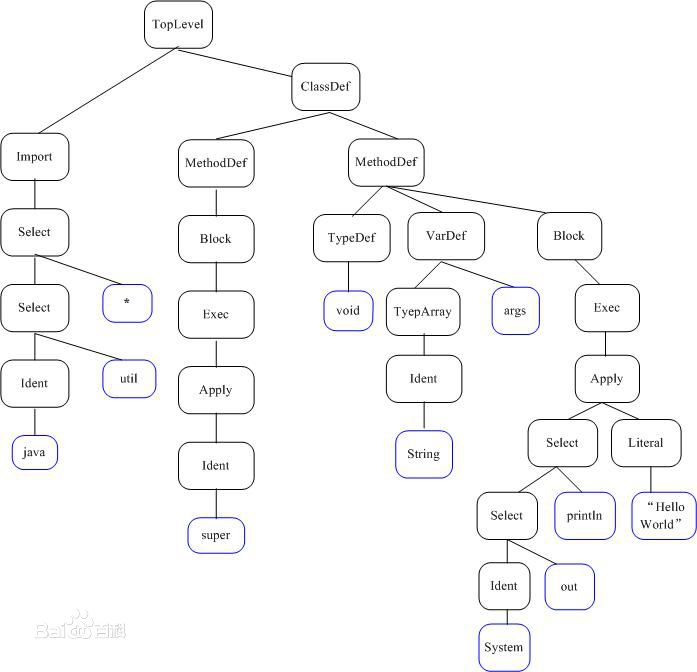 TopLevel
ClassDef
Import
MethodDef
MethodDef
Select
Block
TypeDef
VarDef
Block
Select
*
Exec
void
TyepArray
args
Exec
Ident
util
Apply
Ident
Apply
java
Ident
String
Select
Literal
super
Select
println
“Hello
World”
Ident
out
System
Baidu百科